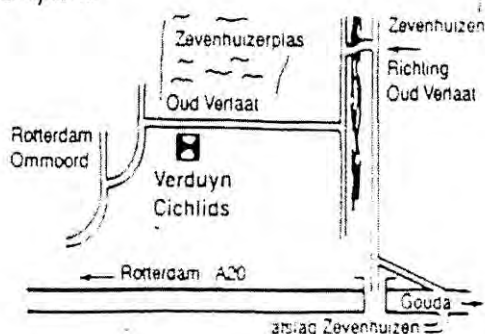 Zevenhuizen
Zevenhuizerplas
Richting
Oud Verlaat
Oud Verlaat
Rotterdam
Ommoord
Verduyn
Cichlids
Rotterdam A20
Gouda
afslag Zevenhuizen